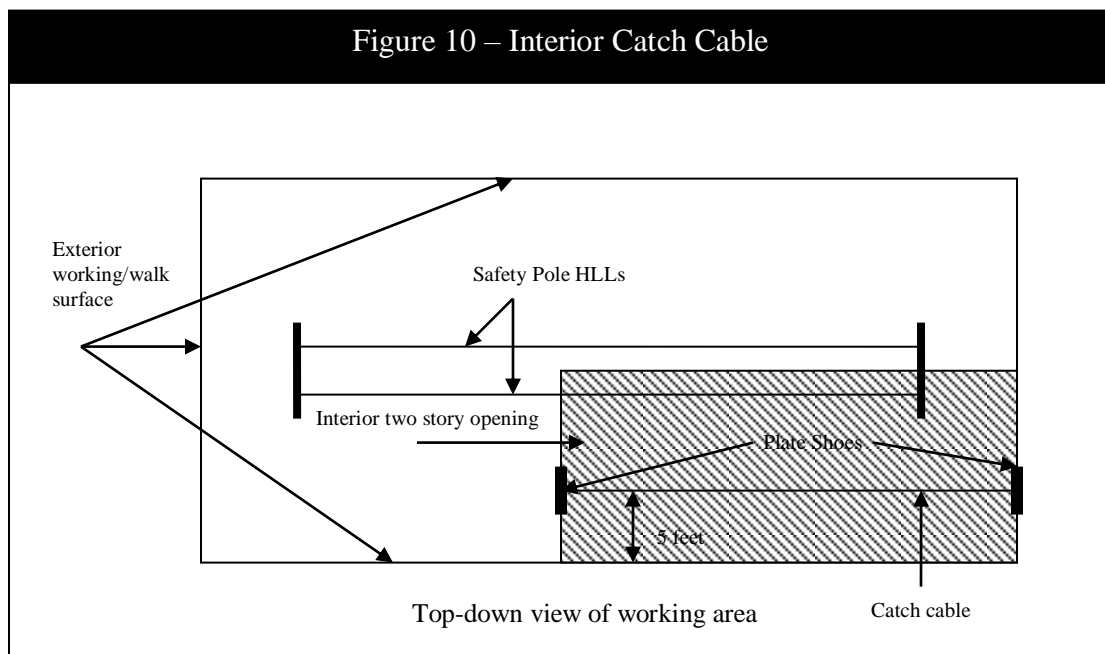 Figure 10 – Interior Catch Cable
Exterior
working/walk
surface
Safety Pole HLLs
Interior two story opening
Plate Shoes
5 feet
Catch cable
Top-down view of working area